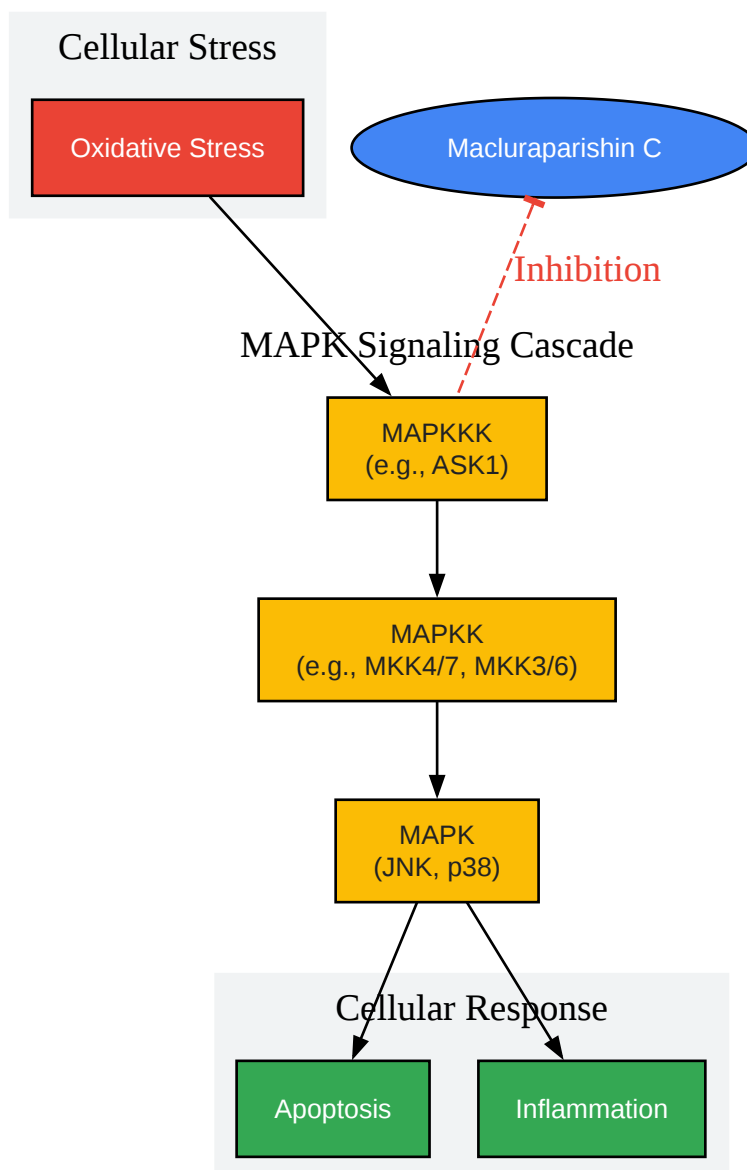 Cellular Stress
Oxidative Stress
Macluraparishin C
Inhibition
MAPK Signaling Cascade
MAPKKK
(e.g., ASK1)
MAPKK
(e.g., MKK4/7, MKK3/6)
MAPK
(JNK, p38)
Cellular Response
Apoptosis
Inflammation